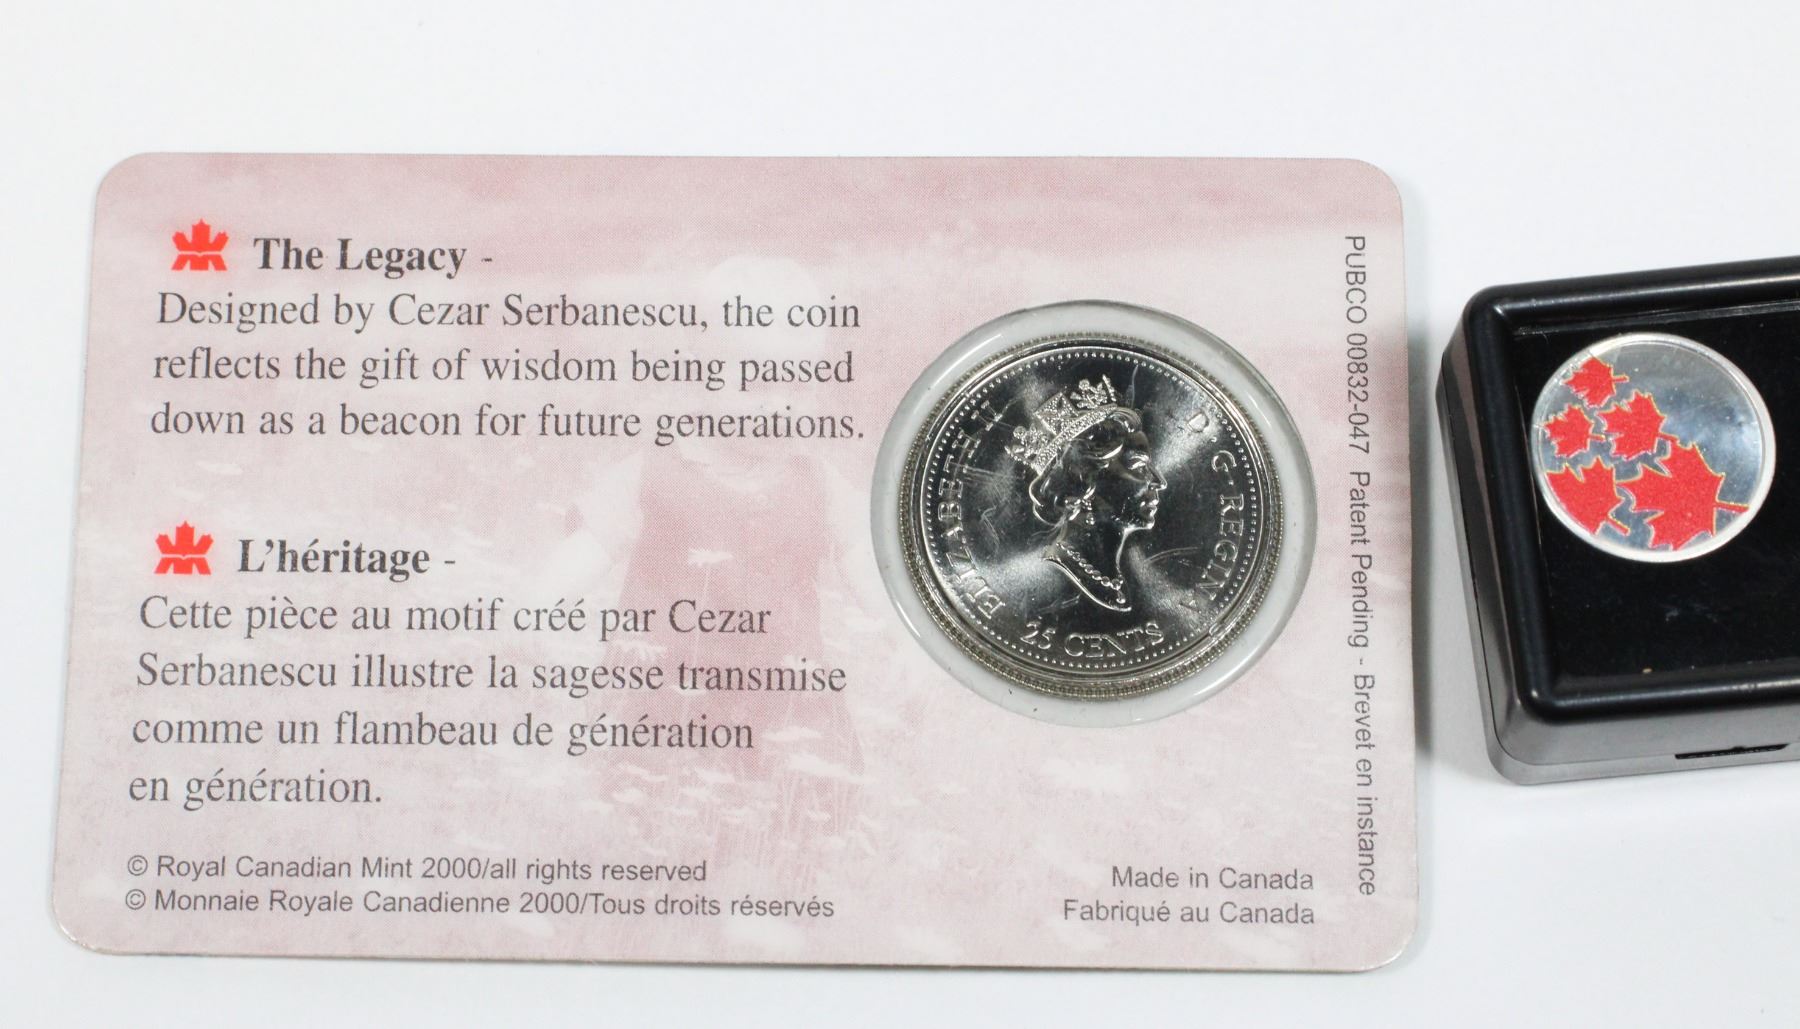 The Legacy -
Designed by Cezar Serbanescu, the coin
reflects the gift of wisdom being passed
down as a beacon for future generations.
L'héritage -
Cette pièce au motif créé par Cezar
Serbanescu illustre la sagesse transmise
comme un flambeau de génération
en génération.
© Royal Canadian Mint 2000/all rights reserved
© Monnaie Royale Canadienne 2000/Tous droits réservés
ELIZABETH II D·G·REGINA
25 CENTS
Made in Canada
Fabriqué au Canada
PUBCO 00832-047 Patent Pending - Brevet en instance